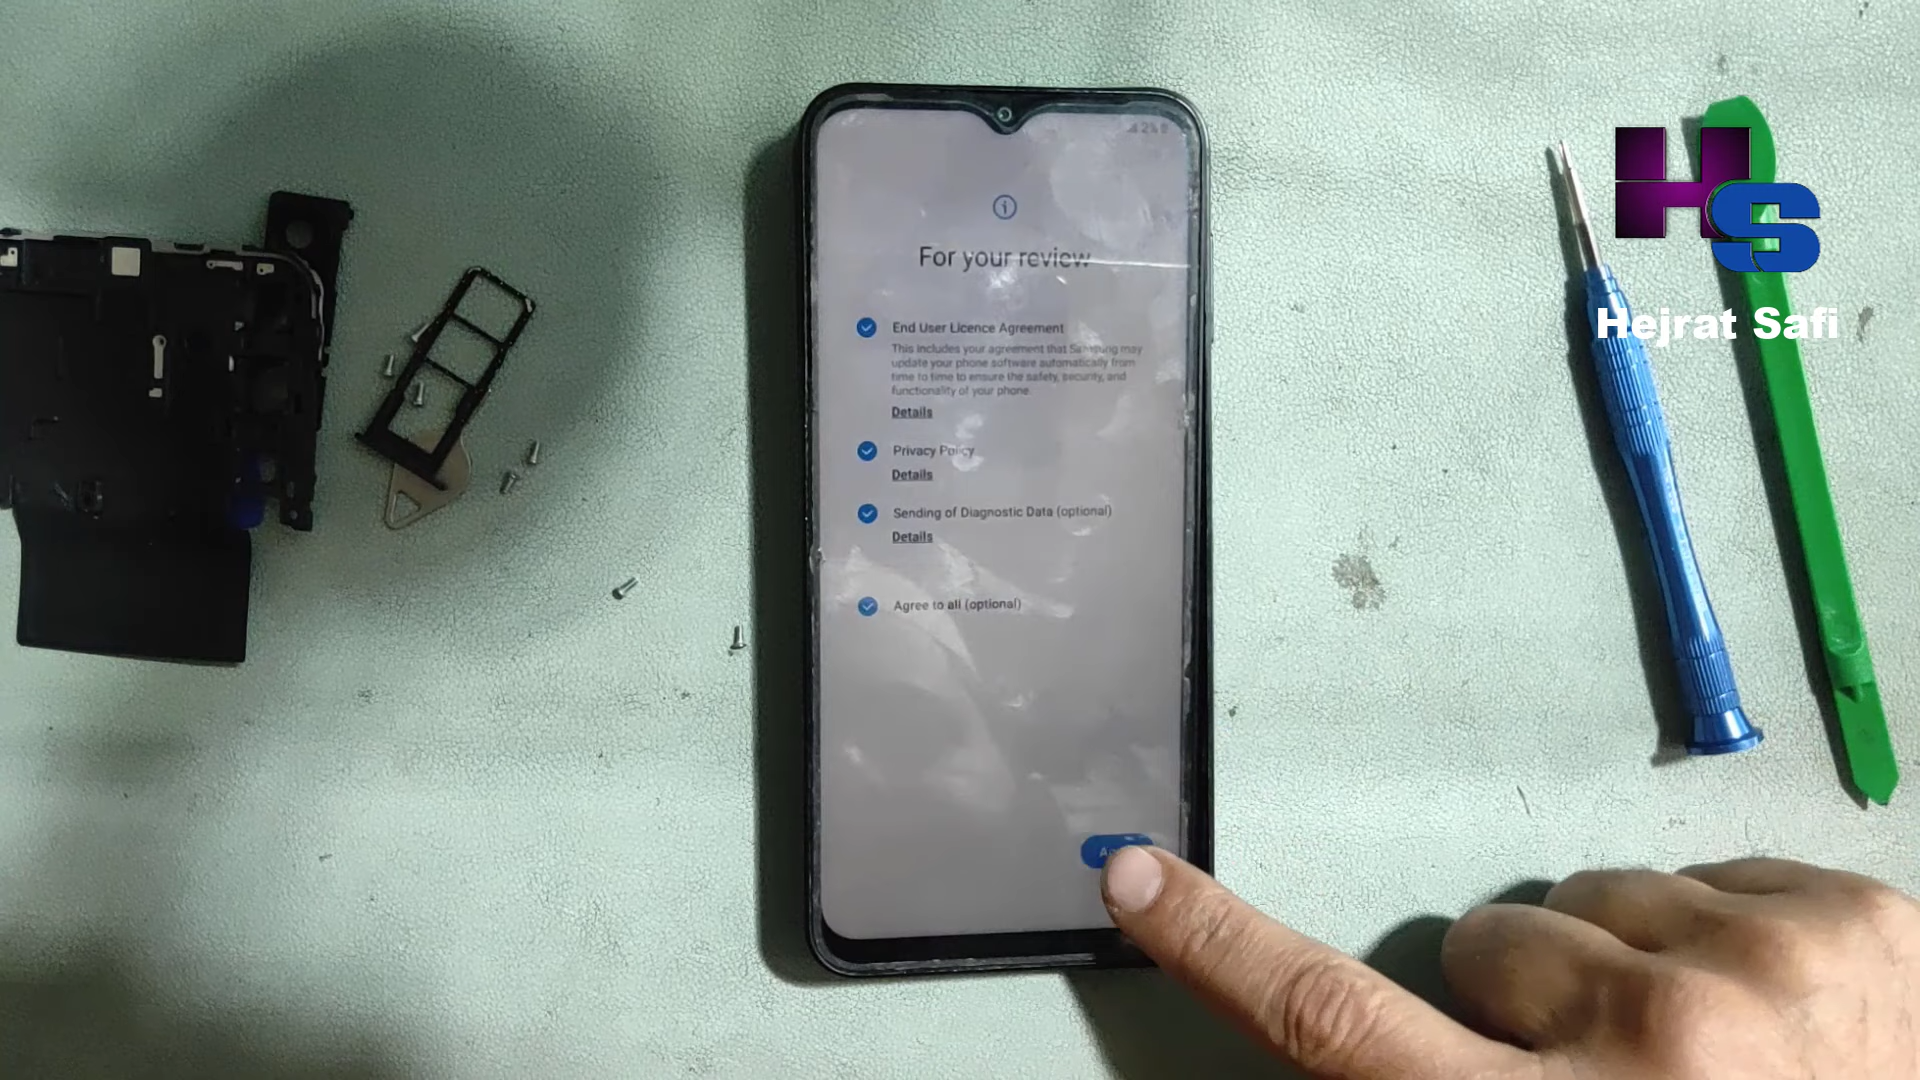 2%
For your review
End User Licence Agreement
This includes your agreement that Samsung may
update your phone software automatically from
time to time to ensure the safety, security, and
functionality of your phone.
Details
Privacy Policy
Details
Sending of Diagnostic Data (optional)
Details
Agree to all (optional)
HS
Hejrat Safi